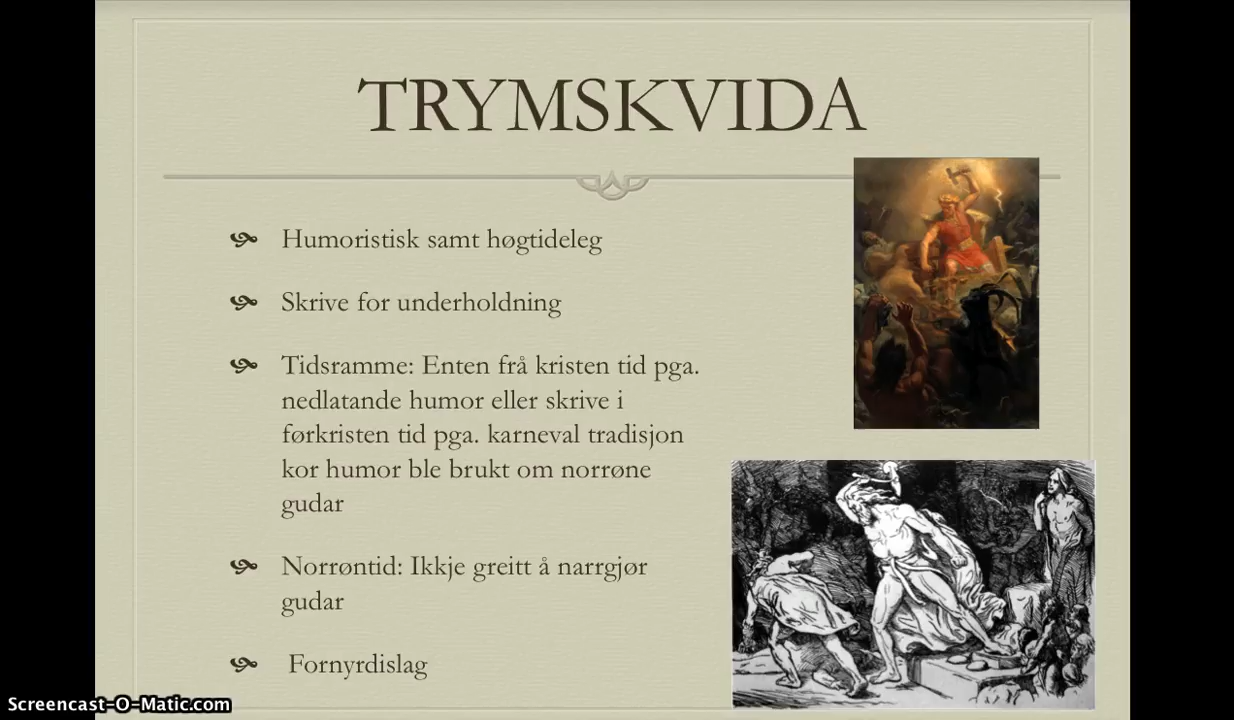 TRYMSKVIDA
Humoristisk samt høgtideleg
Skrive for underholdning
Tidsramme: Enten frå kristen tid pga.
nedlatande humor eller skrive i
førkristen tid pga. karneval tradisjon
kor humor ble brukt om norrøne
gudar
Norrøntid: Ikkje greitt å narrgjør
gudar
Fornyrdislag
Screencast-O-Matic.com